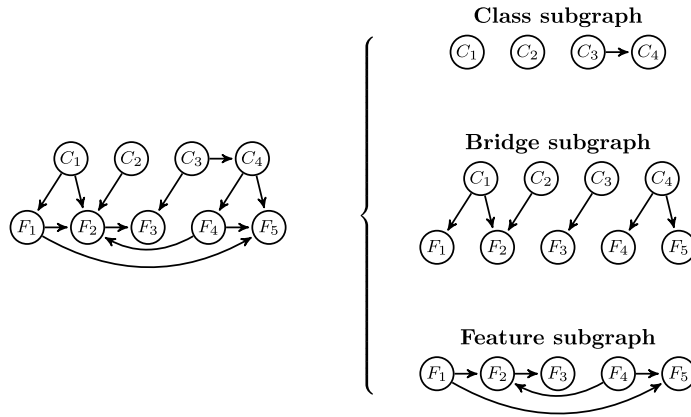 Class subgraph
C1 C2 C3 C4
C1 C2 C3 C4
F1 F2 F3 F4 F5
Bridge subgraph
C1 C2 C3 C4
F1 F2 F3 F4 F5
Feature subgraph
F1 F2 F3 F4 F5